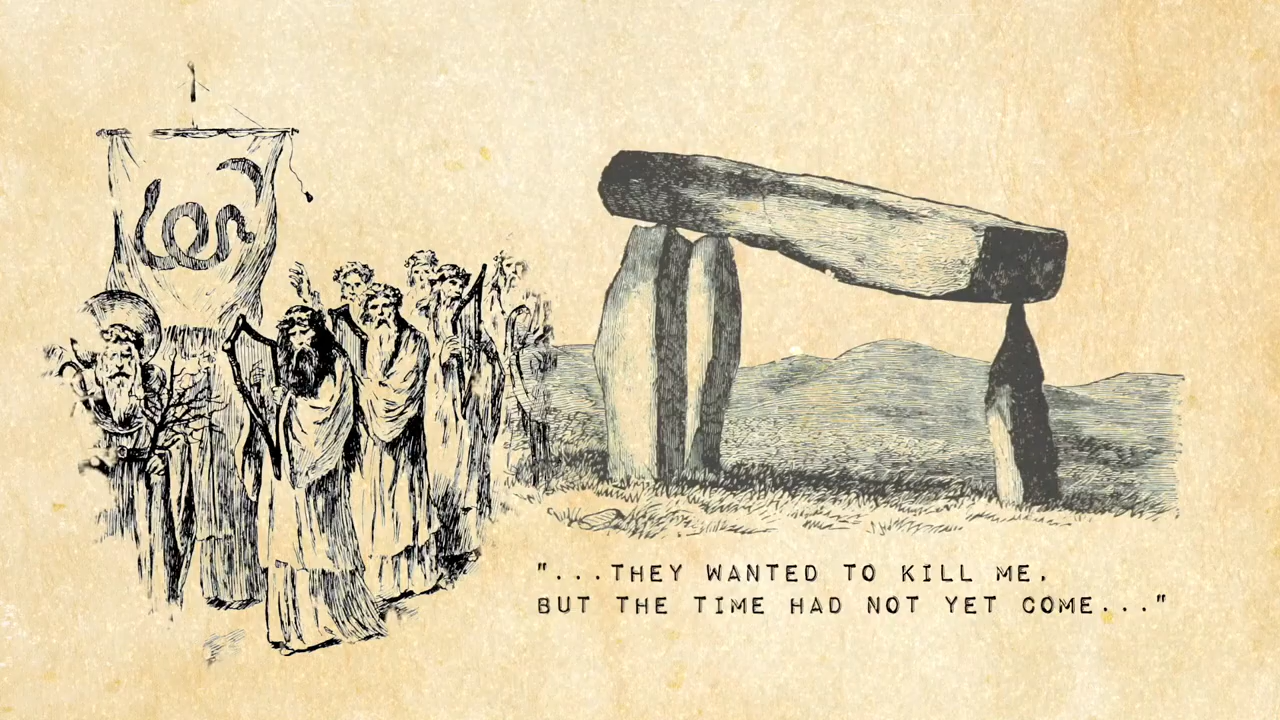 "...THEY WANTED TO KILL ME.
BUT THE TIME HAD NOT YET COME..."